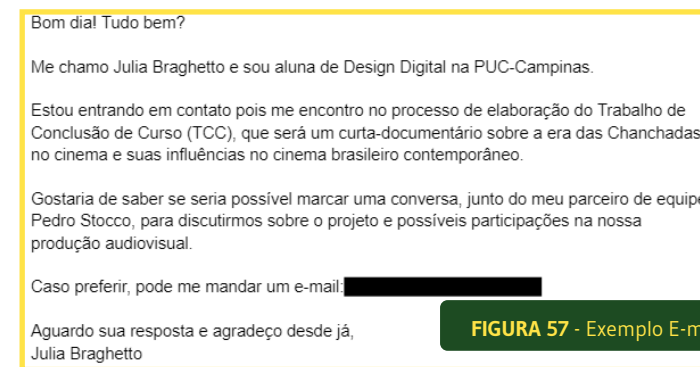 Bom dia! Tudo bem?
Me chamo Julia Braghetto e sou aluna de Design Digital na PUC-Campinas.
Estou entrando em contato pois me encontro no processo de elaboração do Trabalho de
Conclusão de Curso (TCC), que será um curta-documentário sobre a era das Chanchadas
no cinema e suas influências no cinema brasileiro contemporâneo.
Gostaria de saber se seria possível marcar uma conversa, junto do meu parceiro de equipe
Pedro Stocco, para discutirmos sobre o projeto e possíveis participações na nossa
produção audiovisual.
Caso preferir, pode me mandar um e-mail:
Aguardo sua resposta e agradeço desde já,
Julia Braghetto
FIGURA 57 - Exemplo